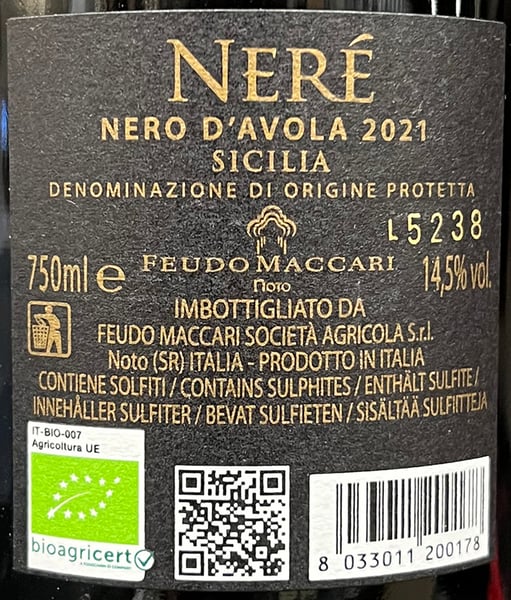 NERÉ
NERO D'AVOLA 2021
SICILIA
DENOMINAZIONE DI ORIGINE PROTETTA
L5238
750ml e FEUDO MACCARI 14,5% vol.
NOTO
IMBOTTIGLIATO DA
FEUDO MACCARI SOCIETÀ AGRICOLA S.r.l.
Noto (SR) ITALIA - PRODOTTO IN ITALIA
CONTIENE SOLFITI / CONTAINS SULPHITES / ENTHÄLT SULFITE /
INNEHÅLLER SULFITER / BEVAT SULFIETEN / SISÄLTÄÄ SULFIITTEJA
IT-BIO-007
Agricoltura UE
bioagricert
8 033011 200178